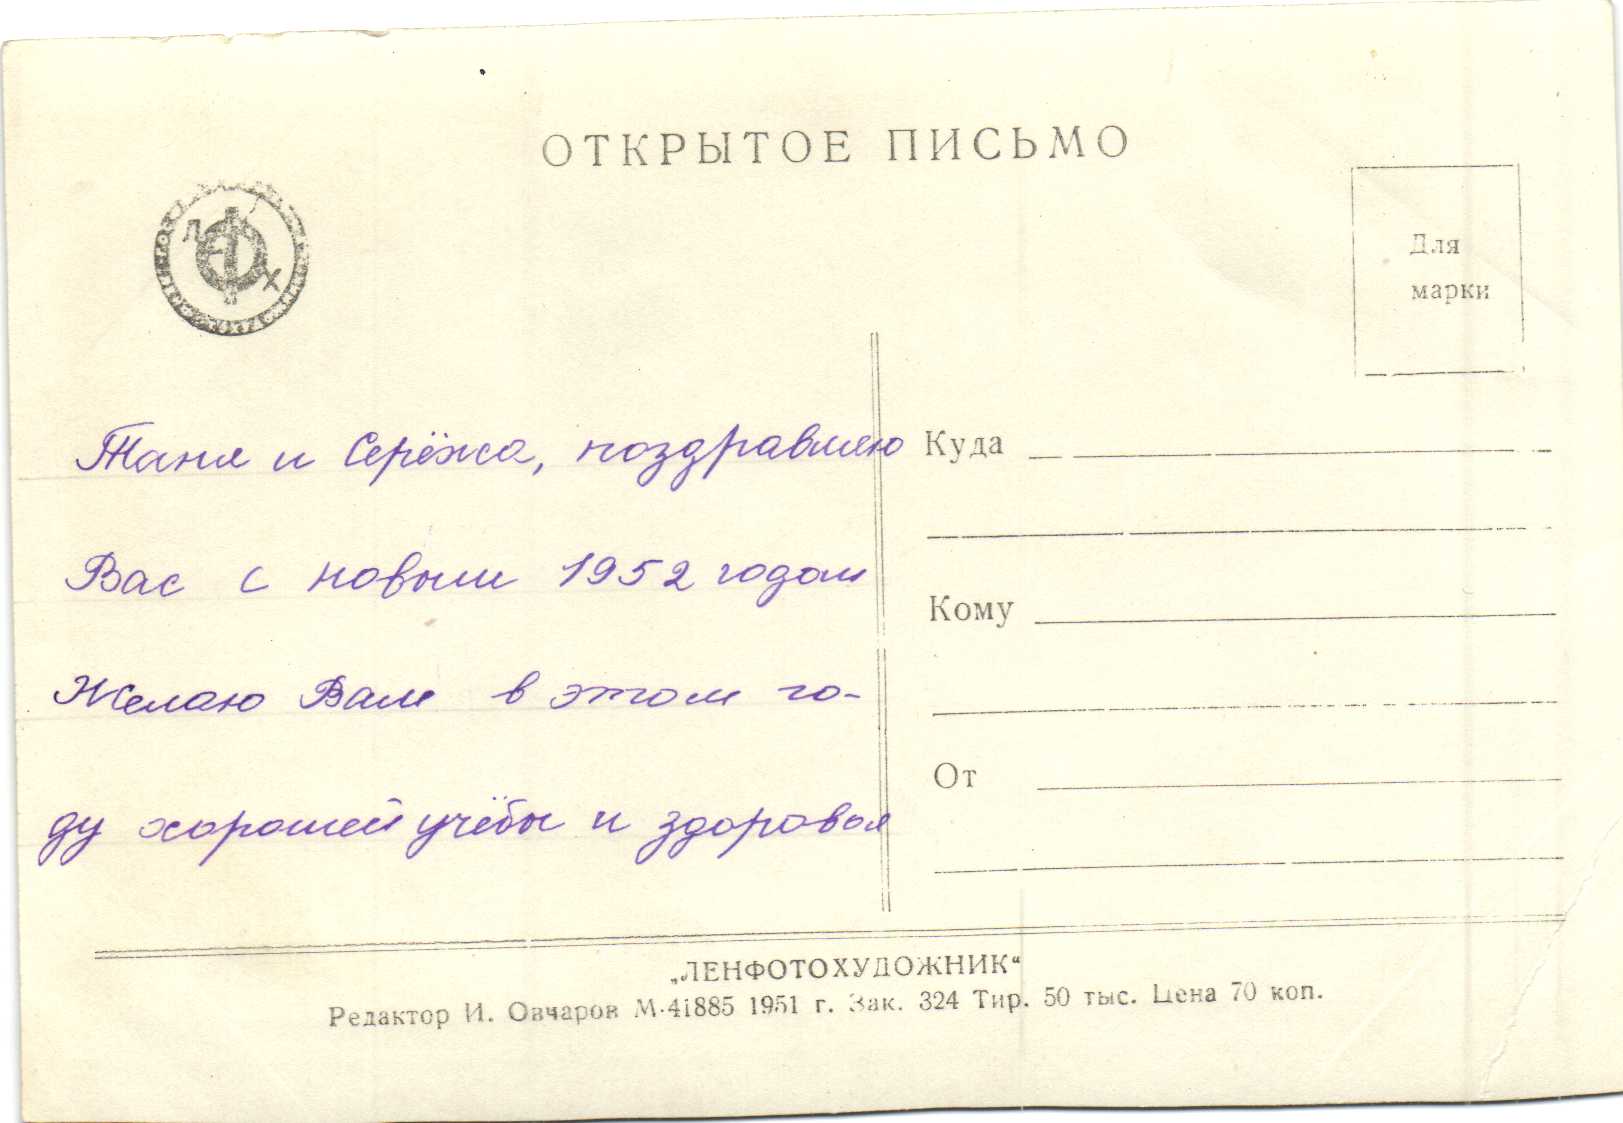 ОТКРЫТОЕ ПИСЬМО
Л Ф Х
Для
марки
Таня и Серёжа, поздравляю
Вас с новым 1952 годом
Желаю Вам в этом го-
ду хорошей учёбы и здоровья
Куда
Кому
От
„ЛЕНФОТОХУДОЖНИК“
Редактор И. Овчаров М-41885 1951 г. Зак. 324 Тир. 50 тыс. Цена 70 коп.